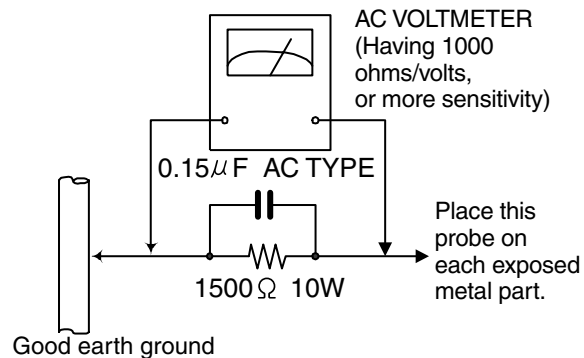 AC VOLTMETER
(Having 1000
ohms/volts,
or more sensitivity)
0.15μF AC TYPE
1500Ω 10W
Place this
probe on
each exposed
metal part.
Good earth ground